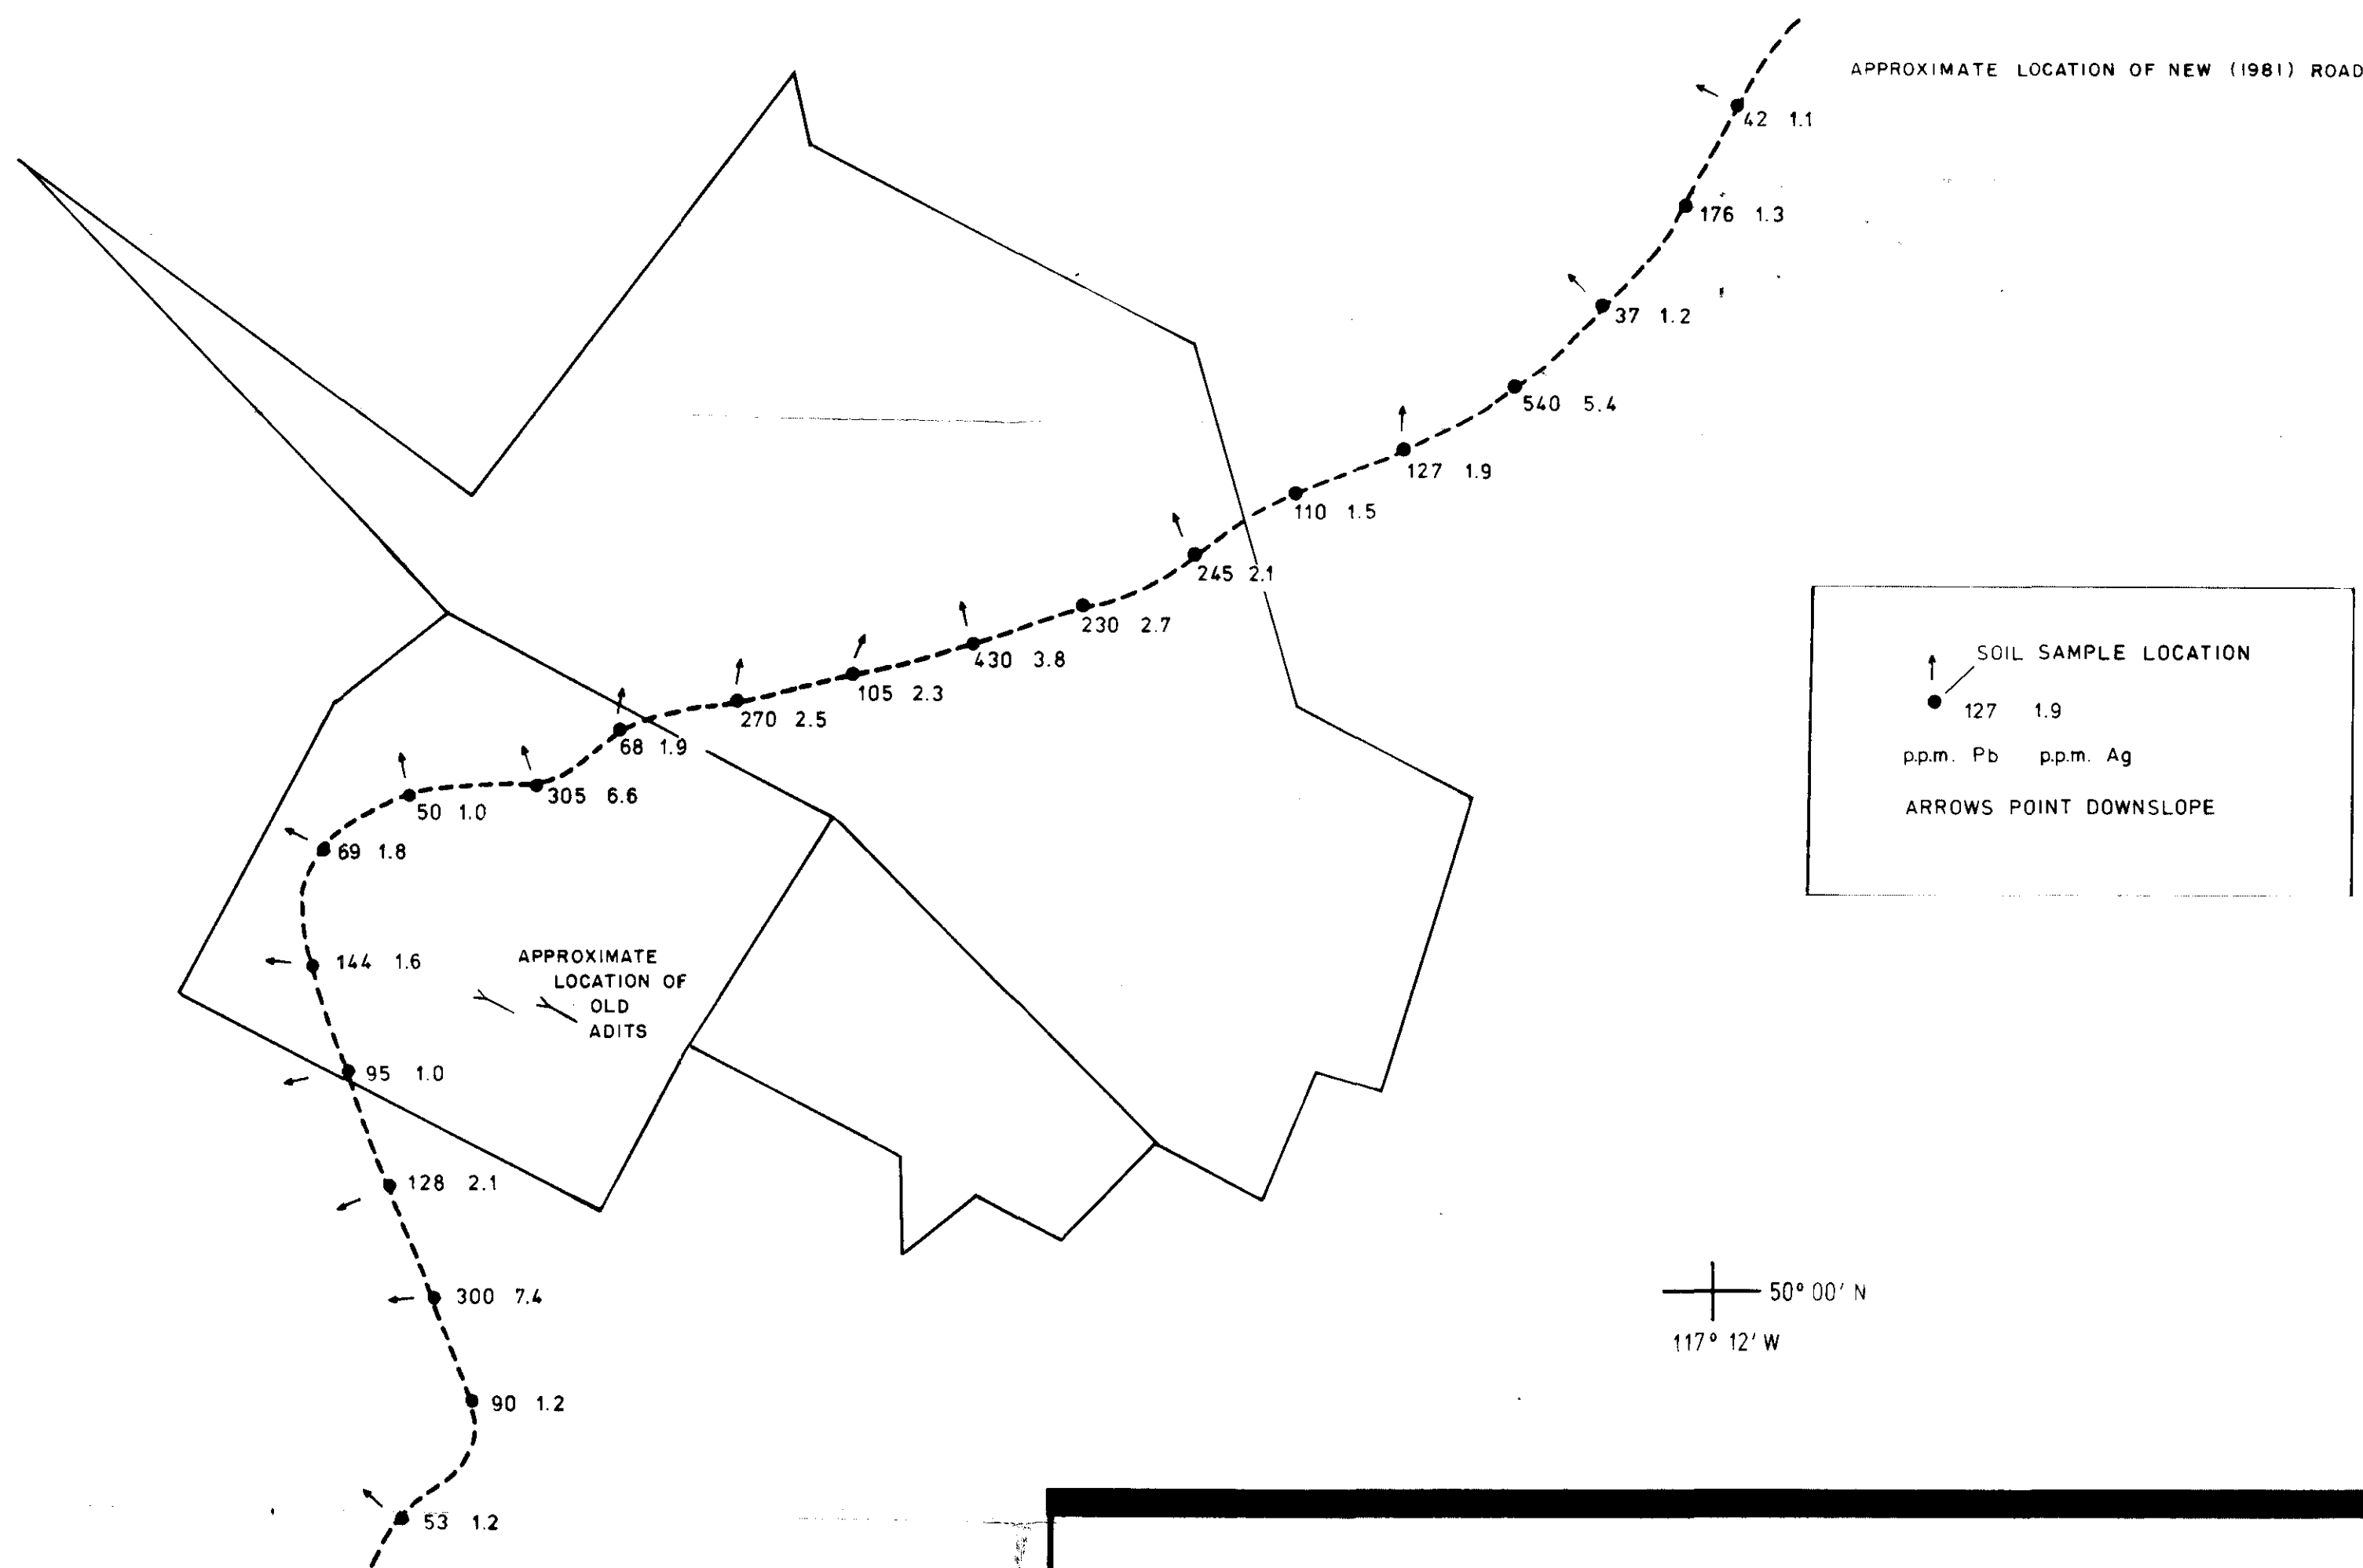 APPROXIMATE LOCATION OF NEW (1981) ROAD
42 1.1
176 1.3
37 1.2
540 5.4
127 1.9
110 1.5
245 2.1
230 2.7
430 3.8
105 2.3
270 2.5
68 1.9
305 6.6
50 1.0
69 1.8
144 1.6
95 1.0
128 2.1
300 7.4
90 1.2
53 1.2
APPROXIMATE
LOCATION OF
OLD
ADITS
SOIL SAMPLE LOCATION
127 1.9
p.p.m. Pb p.p.m. Ag
ARROWS POINT DOWNSLOPE
50° 00' N
117° 12' W